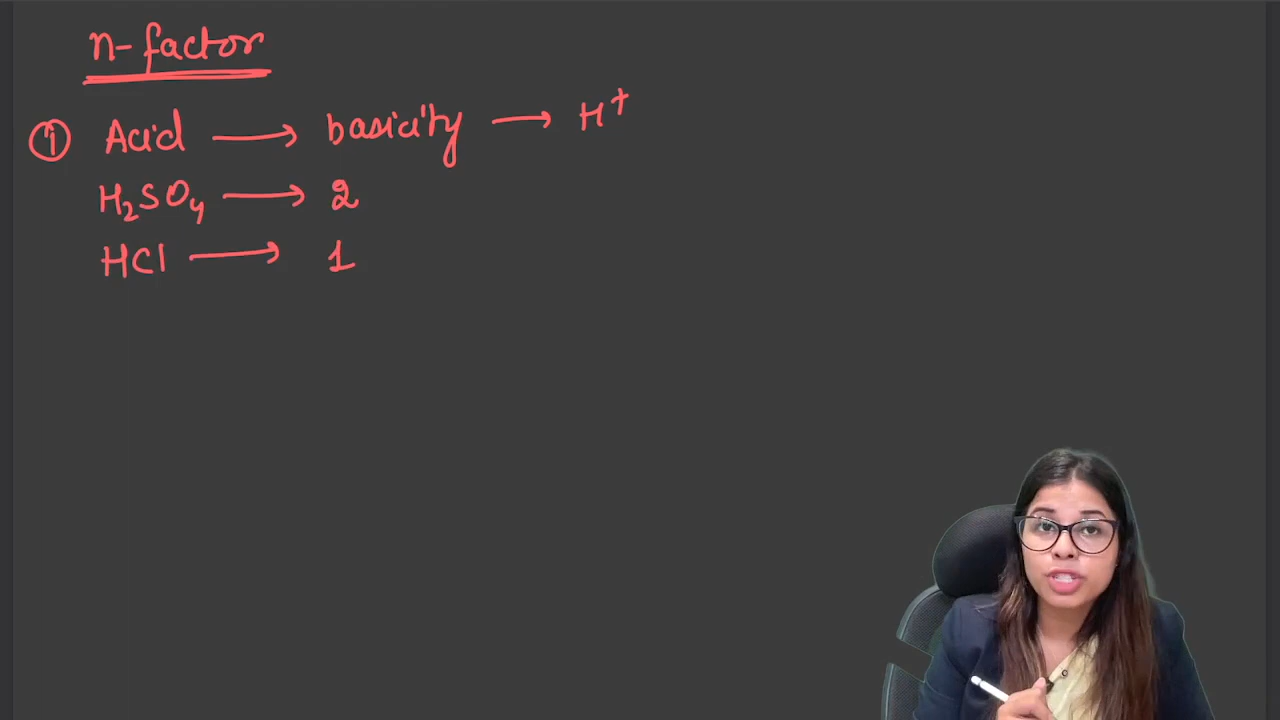 n-factor
① Acid → basicity → H⁺
H₂SO₄ → 2
HCl → 1